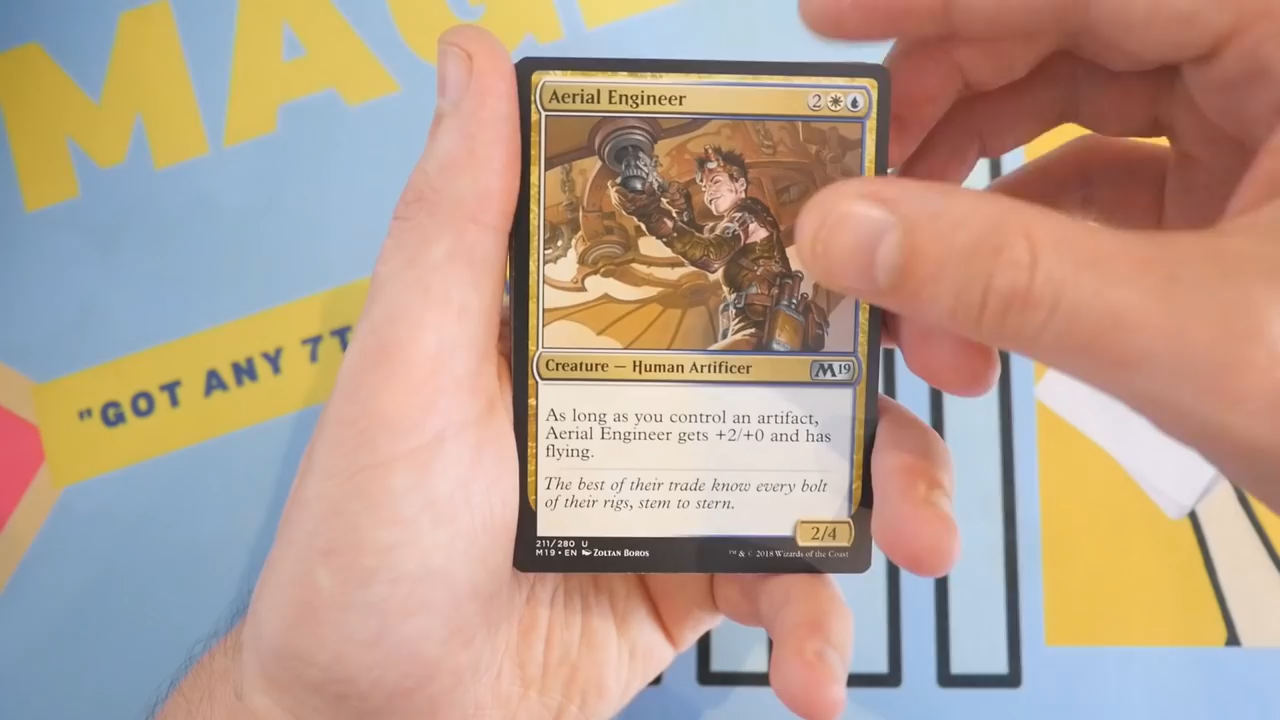 MAGE
"GOT ANY 7T
Aerial Engineer
2
Creature — Human Artificer
M19
As long as you control an artifact,
Aerial Engineer gets +2/+0 and has
flying.
The best of their trade know every bolt
of their rigs, stem to stern.
2/4
211/280 U
M19 • EN Zoltan Boros
™ & © 2018 Wizards of the Coast